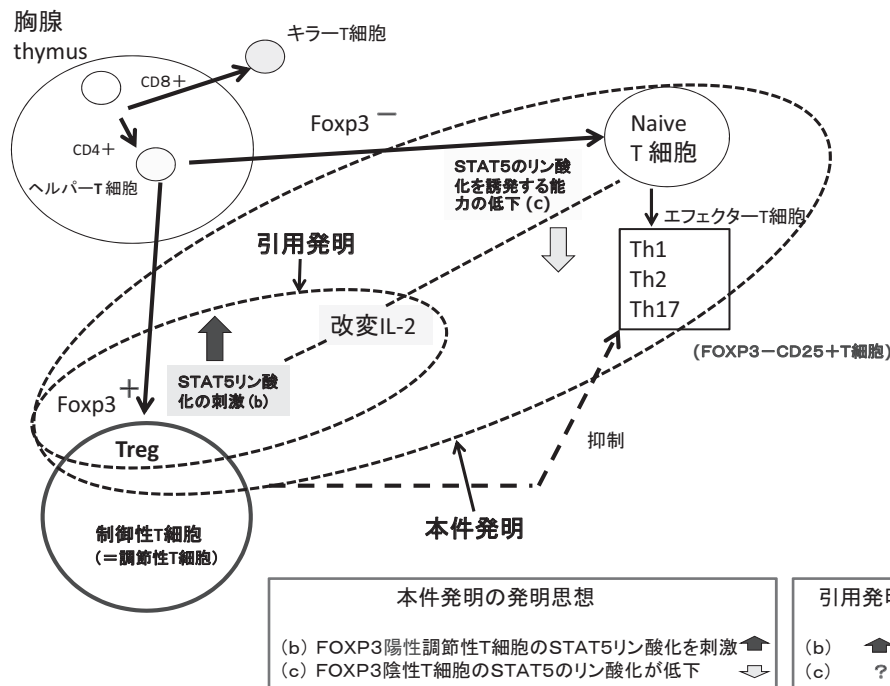 胸腺
thymus
キラーT細胞
CD8＋
CD4＋
ヘルパーT 細胞
Foxp3 －
Naive
T 細胞
STAT5のリン酸
化を誘発する能
力の低下 (c)
エフェクターT細胞
Th1
Th2
Th17
(FOXP3－CD25＋T細胞)
引用発明
改変IL-2
STAT5リン酸
化の刺激 (b)
Foxp3 ＋
Treg
制御性T細胞
(＝調節性T細胞)
抑制
本件発明
本件発明の発明思想
(b) FOXP3陽性調節性T細胞のSTAT5リン酸化を刺激
(c) FOXP3陰性T細胞のSTAT5のリン酸化が低下
引用発明
(b)
(c) ？